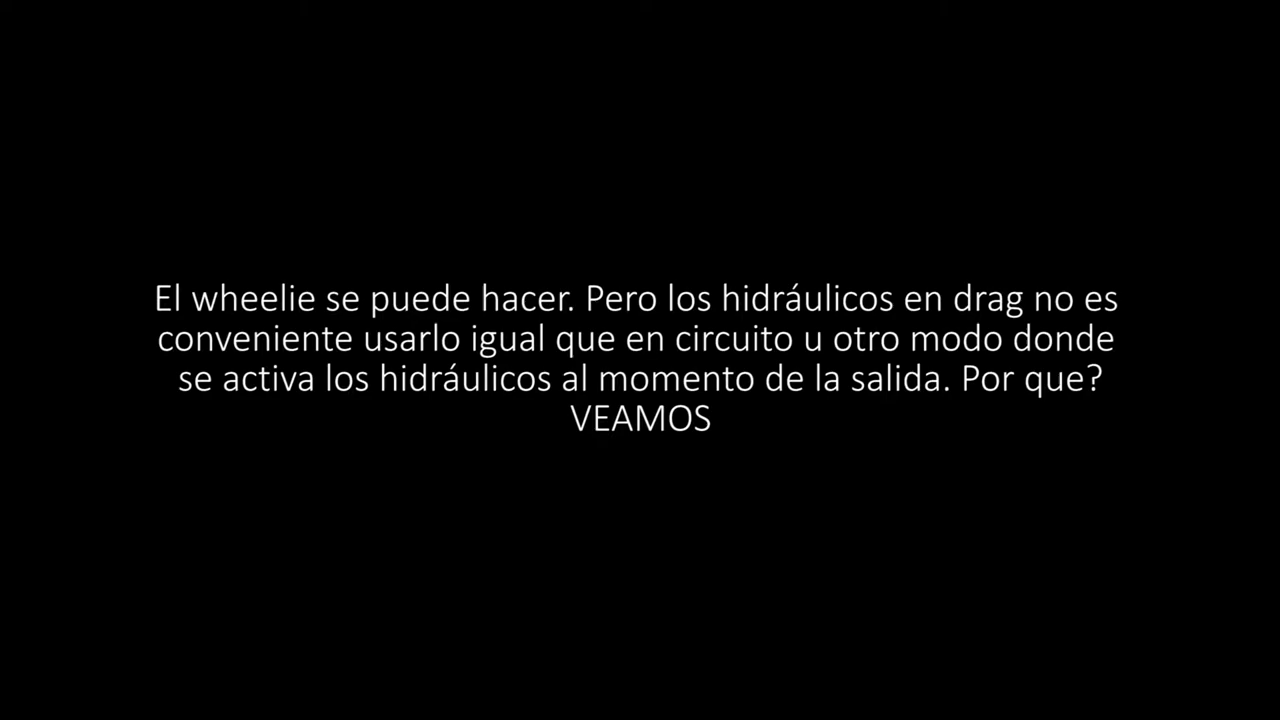 El wheelie se puede hacer. Pero los hidráulicos en drag no es
conveniente usarlo igual que en circuito u otro modo donde
se activa los hidráulicos al momento de la salida. Por que?
VEAMOS